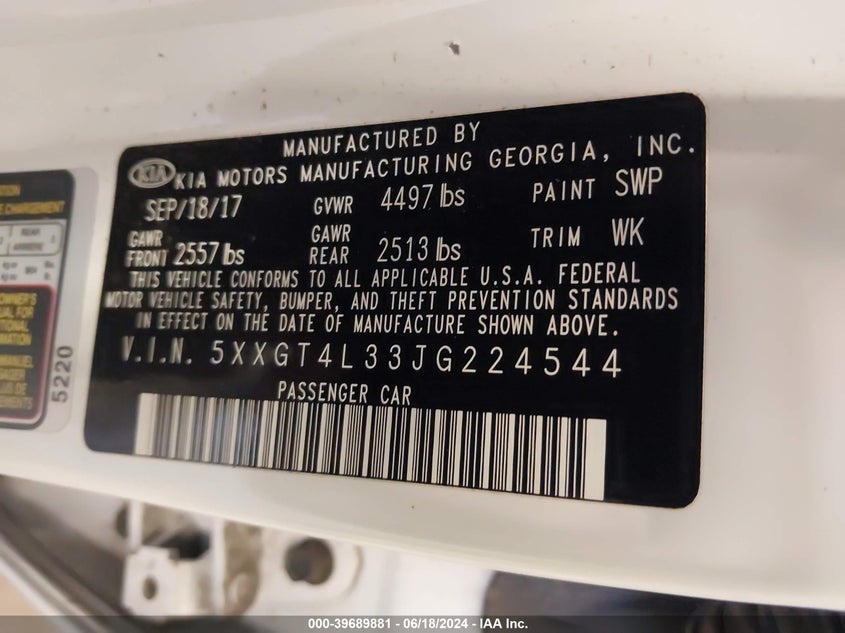 MANUFACTURED BY
KIA KIA MOTORS MANUFACTURING GEORGIA, INC.
SEP/18/17 GVWR 4497 lbs PAINT SWP
GAWR FRONT 2557 lbs GAWR REAR 2513 lbs TRIM WK
THIS VEHICLE CONFORMS TO ALL APPLICABLE U.S.A. FEDERAL
MOTOR VEHICLE SAFETY, BUMPER, AND THEFT PREVENTION STANDARDS
IN EFFECT ON THE DATE OF MANUFACTURE SHOWN ABOVE.
V.I.N. 5XXGT4L33JG224544
PASSENGER CAR
5220
REAR
000-39689881 - 06/18/2024 - IAA Inc.